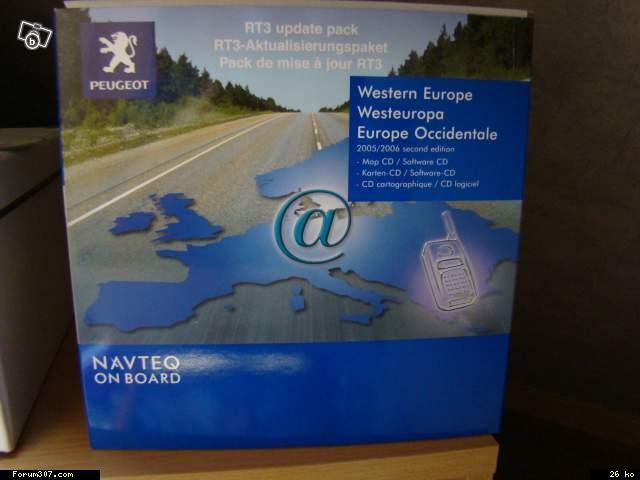 RT3 update pack
RT3-Aktualisierungspaket
Pack de mise à jour RT3
PEUGEOT
Western Europe
Westeuropa
Europe Occidentale
2005/2006 second edition
- Map CD / Software CD
- Karten-CD / Software-CD
- CD cartographique / CD logiciel
@
NAVTEQ
ON BOARD
Forum307.com
26 ko